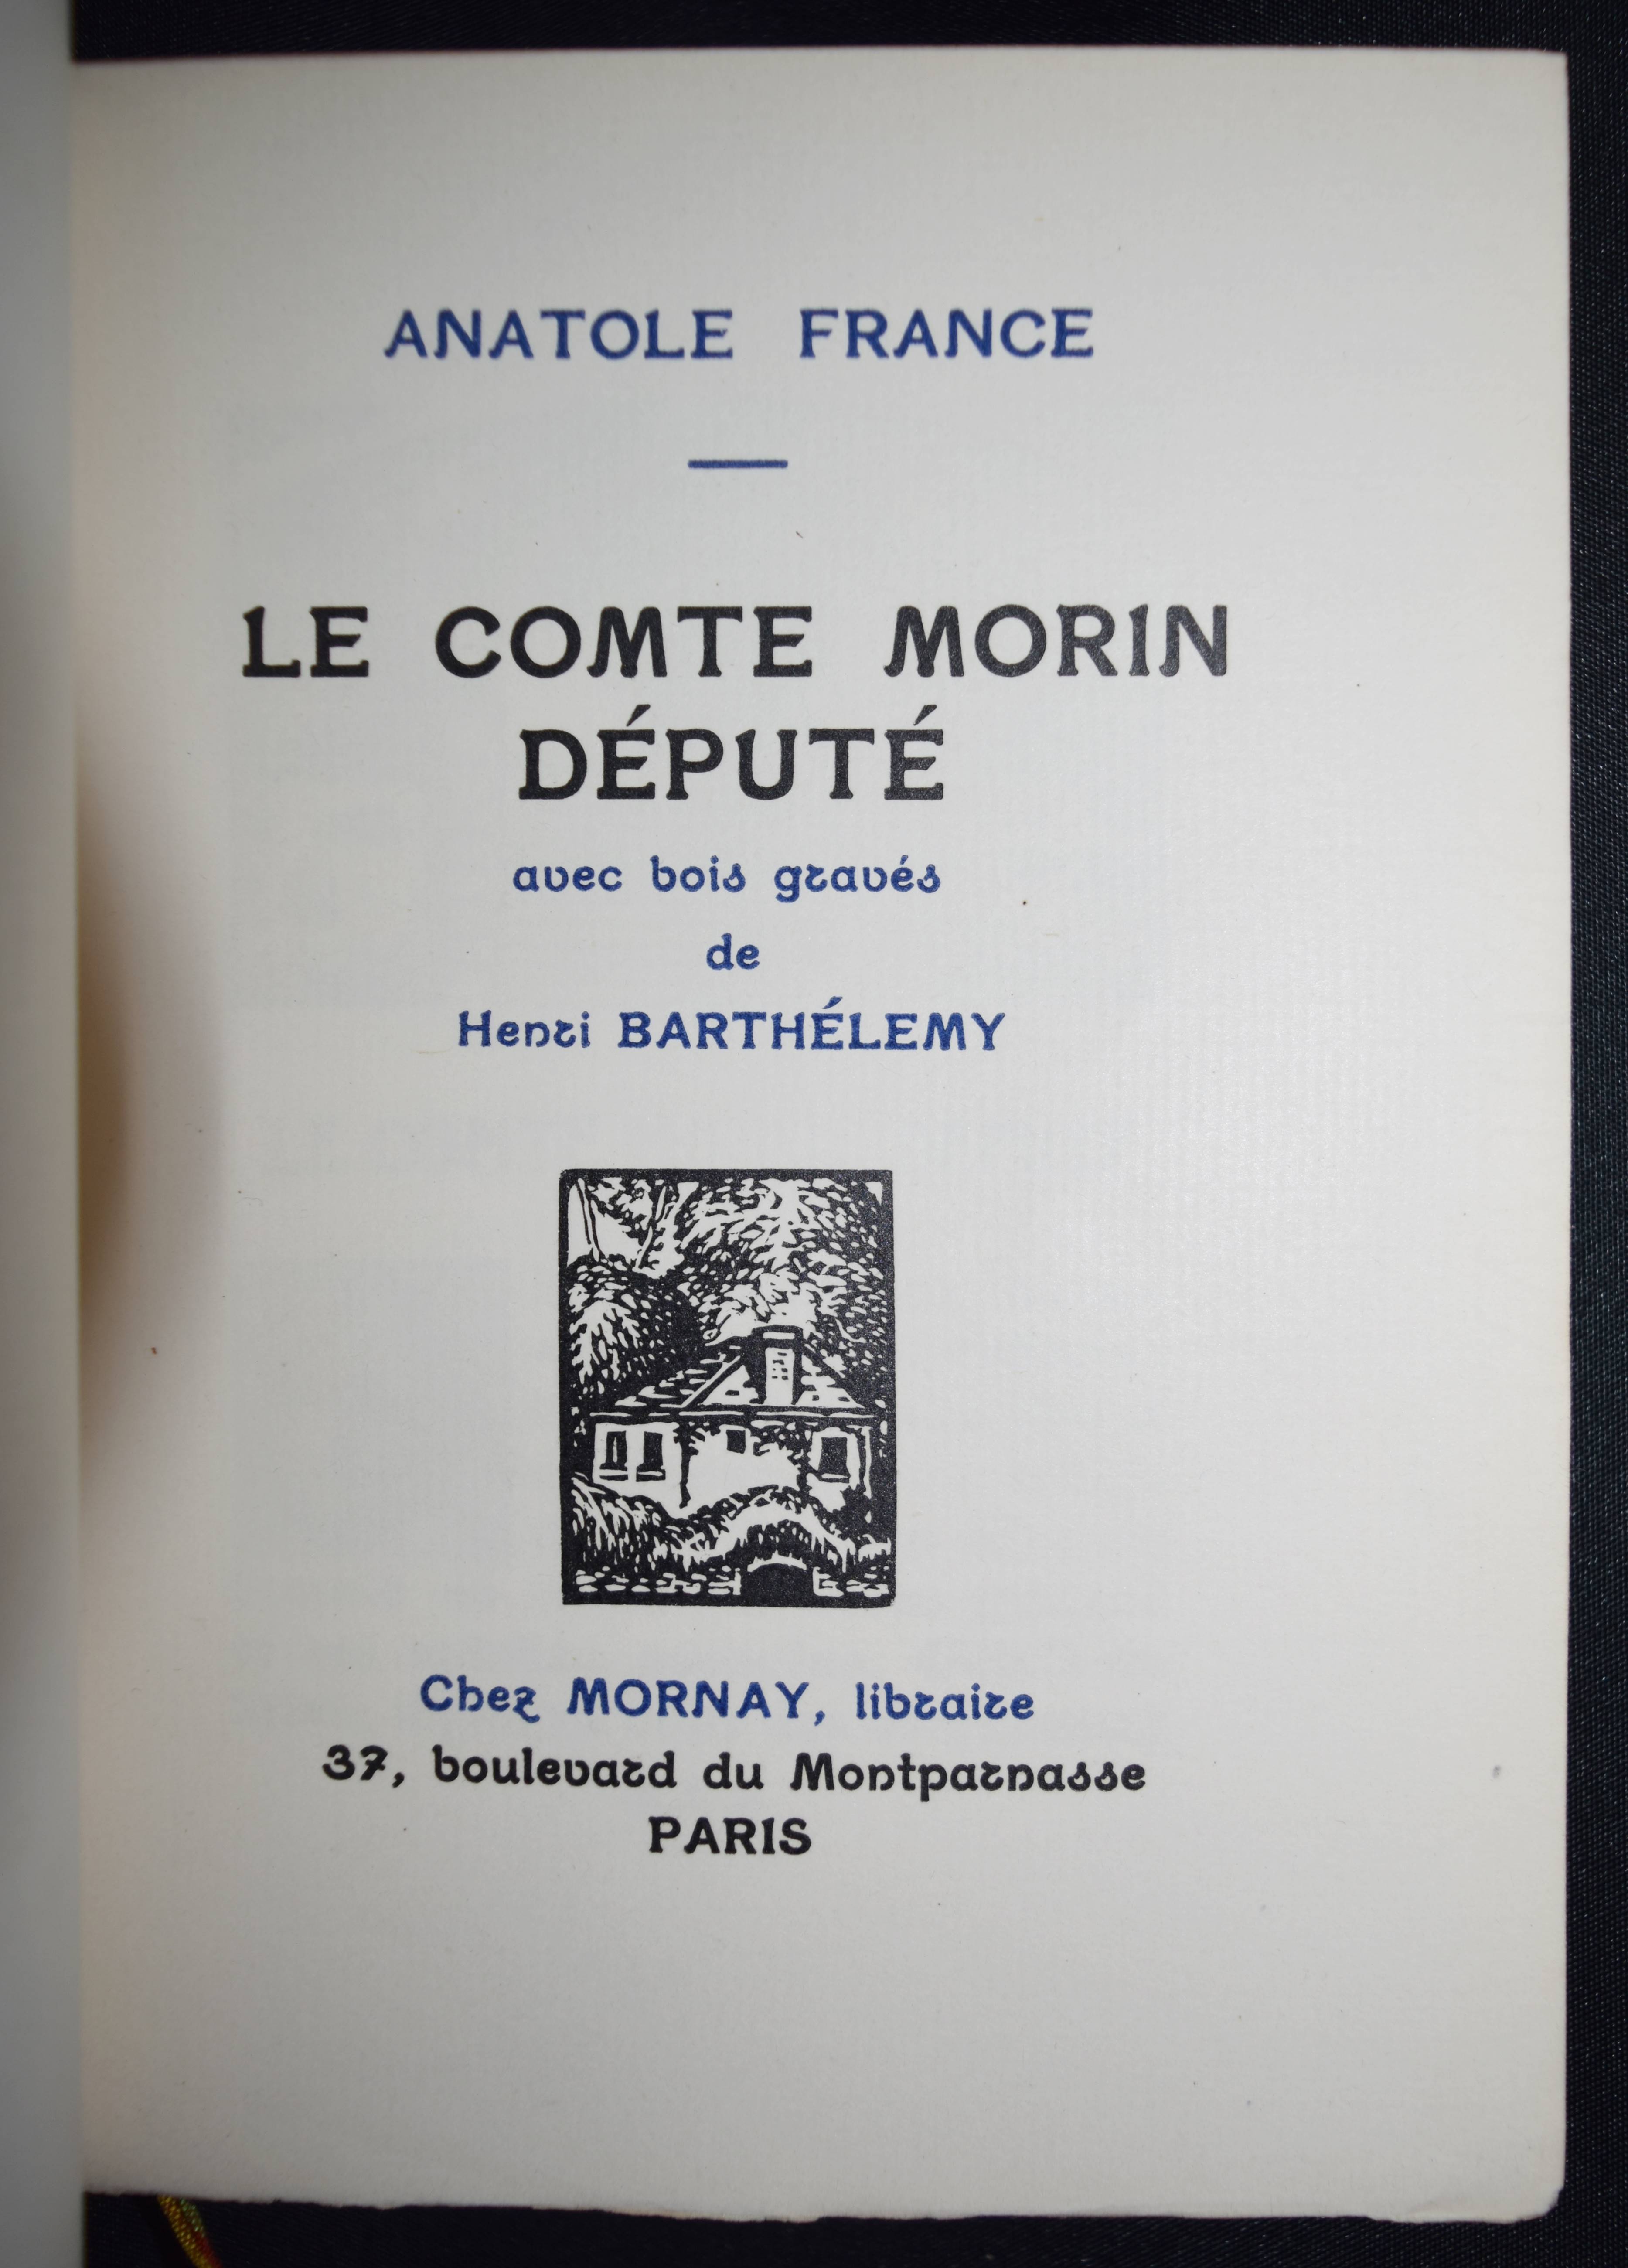 ANATOLE FRANCE
LE COMTE MORIN
DÉPUTÉ
avec bois gravés
de
Henri BARTHÉLEMY
Chez MORNAY, libraire
37, boulevard du Montparnasse
PARIS